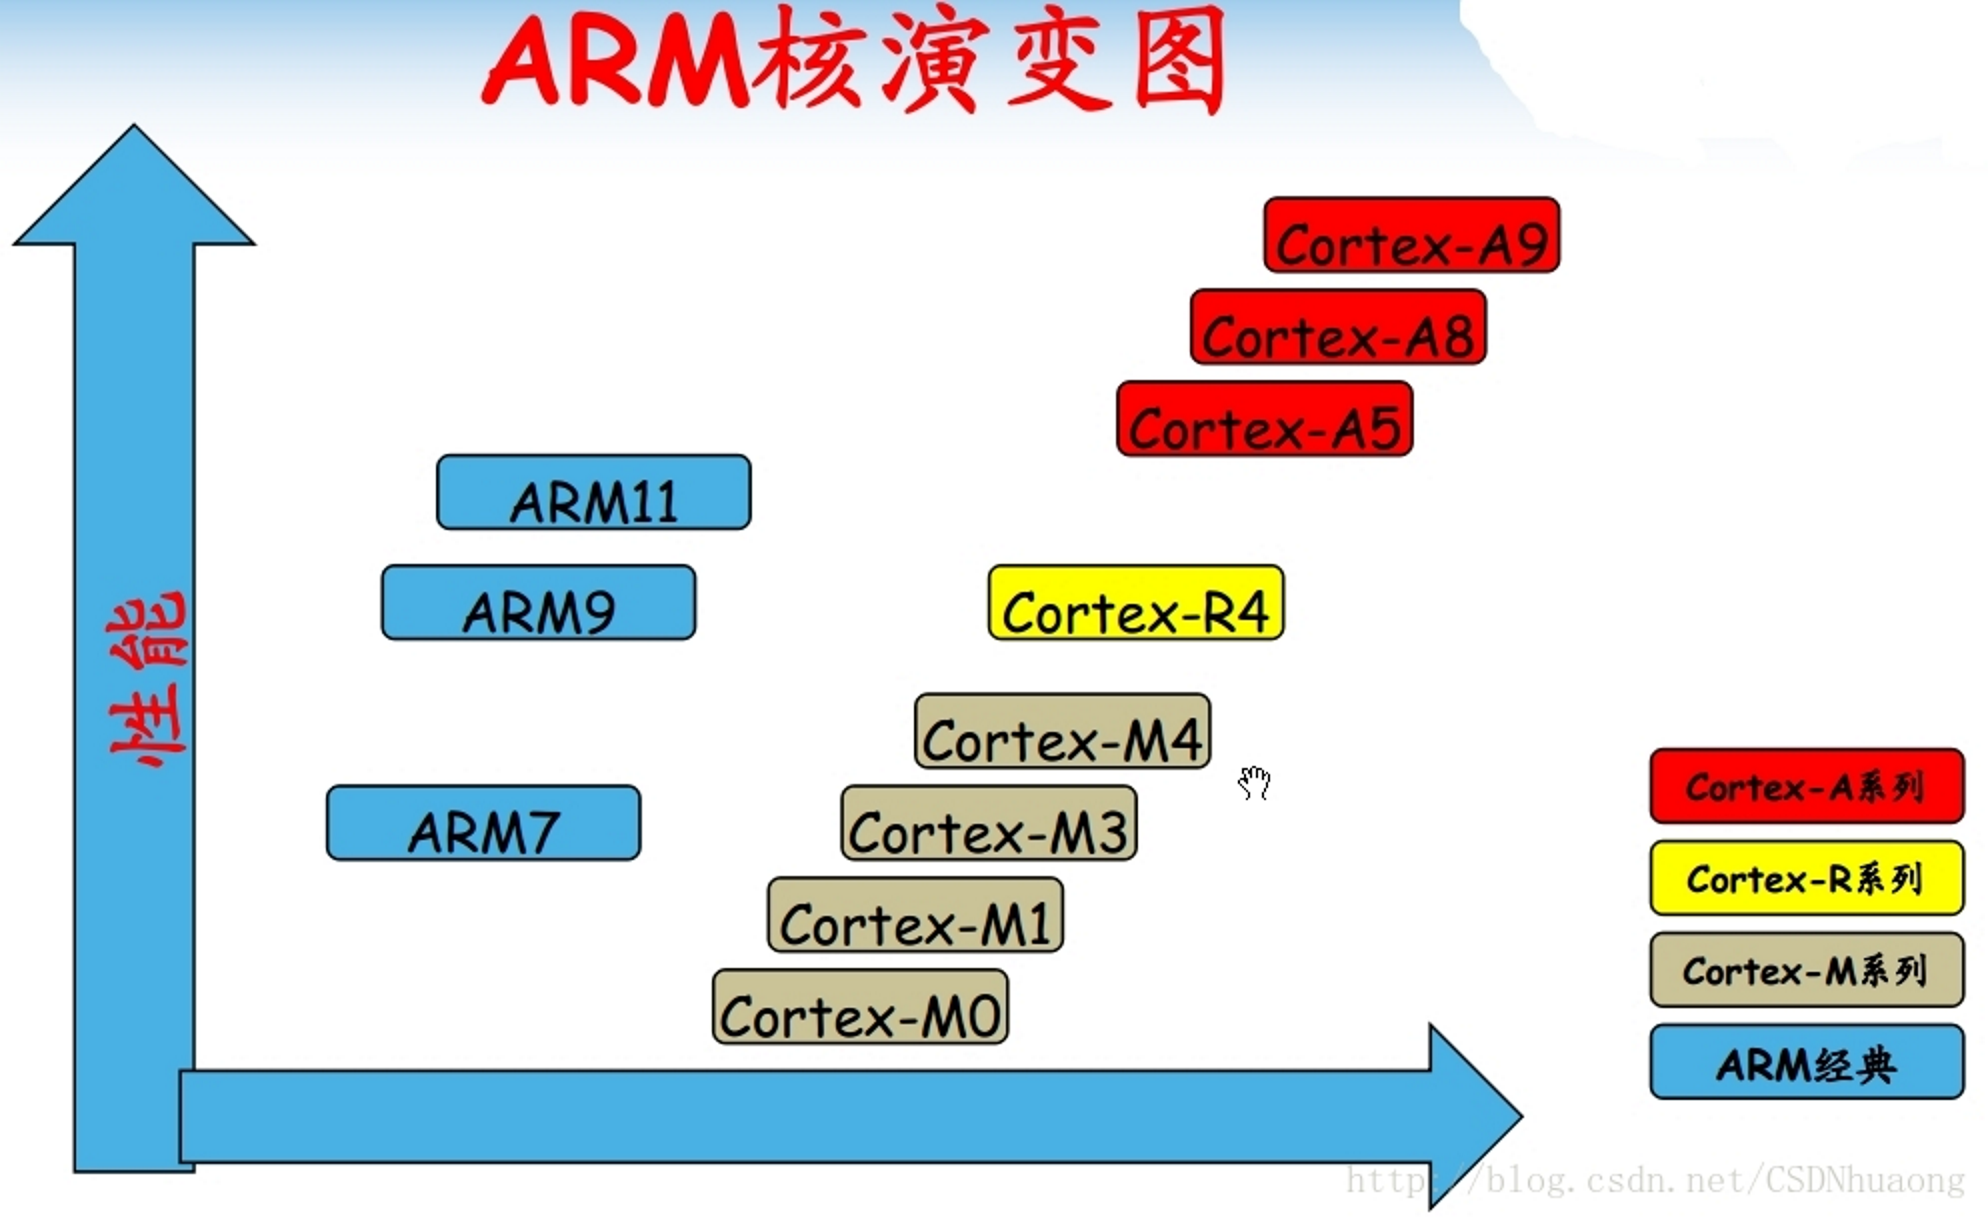 ARM核演变图
Cortex-A9
Cortex-A8
Cortex-A5
ARM11
ARM9
Cortex-R4
性能
Cortex-M4
ARM7
Cortex-M3
Cortex-M1
Cortex-M0
Cortex-A系列
Cortex-R系列
Cortex-M系列
ARM经典
http://blog.csdn.net/CSDNhuaong